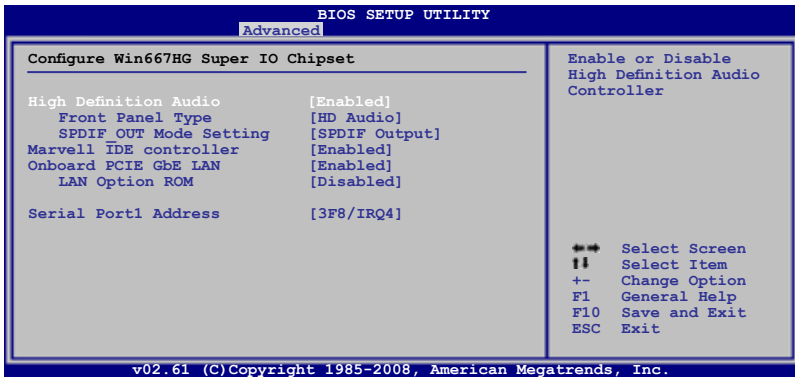 BIOS SETUP UTILITY
Advanced
Configure Win667HG Super IO Chipset
High Definition Audio [Enabled]
Front Panel Type [HD Audio]
SPDIF_OUT Mode Setting [SPDIF Output]
Marvell IDE controller [Enabled]
Onboard PCIE GbE LAN [Enabled]
LAN Option ROM [Disabled]
Serial Port1 Address [3F8/IRQ4]
Enable or Disable
High Definition Audio
Controller
←→ Select Screen
↑↓ Select Item
+- Change Option
F1 General Help
F10 Save and Exit
ESC Exit
v02.61 (C)Copyright 1985-2008, American Megatrends, Inc.